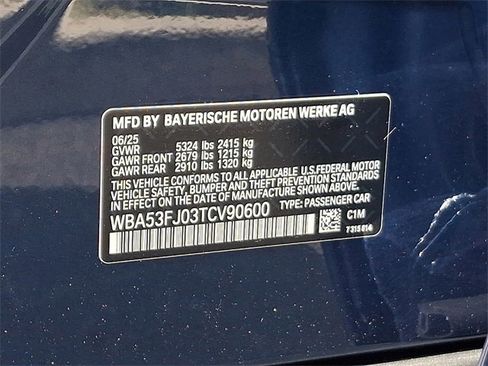 MFD BY BAYERISCHE MOTOREN WERKE AG
06/25
GVWR 5324 lbs 2415 kg
GAWR FRONT 2679 lbs 1215 kg
GAWR REAR 2910 lbs 1320 kg
THIS VEHICLE CONFORMS TO ALL APPLICABLE U.S.FEDERAL MOTOR
VEHICLE SAFETY, BUMPER, AND THEFT PREVENTION STANDARDS IN
EFFECT ON THE DATE OF MANUFACTURE SHOWN ABOVE.
WBA53FJ03TCV90600 TYPE: PASSENGER CAR
C1M
7 315 014